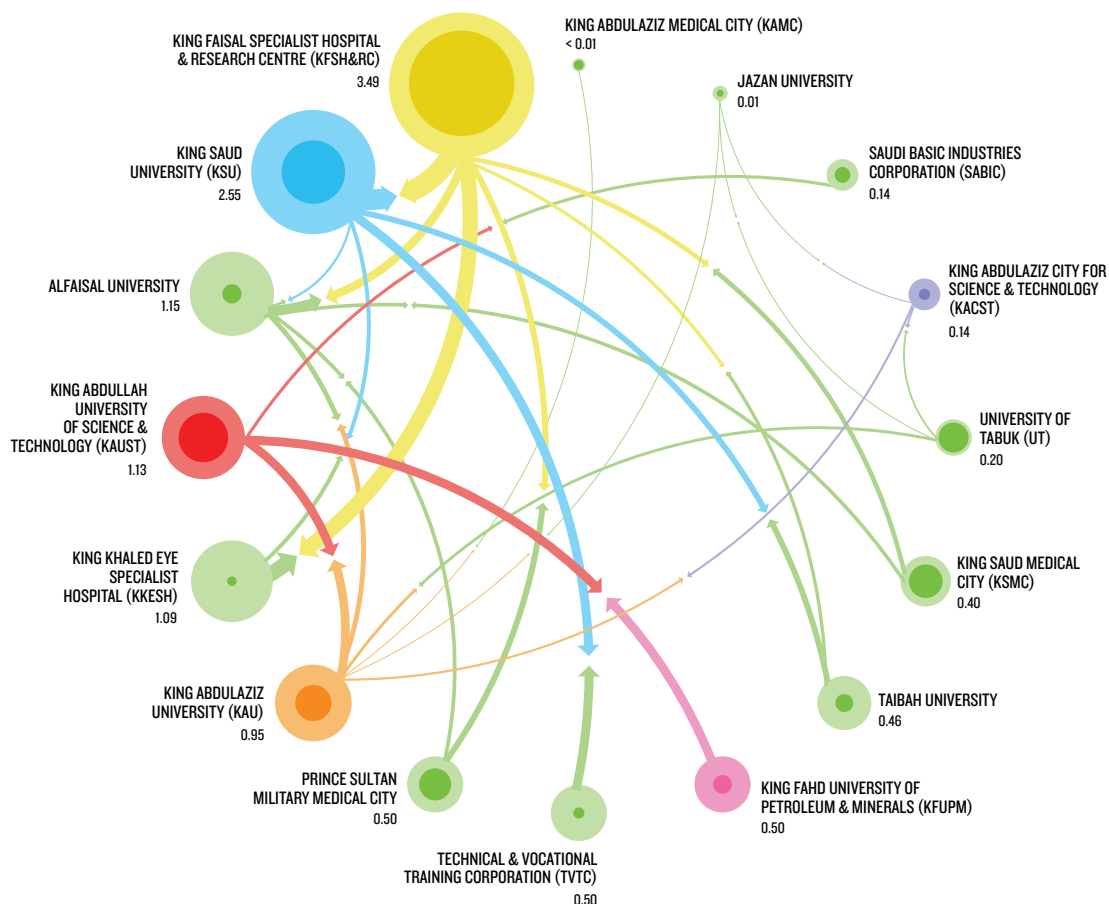 KING FAISAL SPECIALIST HOSPITAL
& RESEARCH CENTRE (KFSH&RC)
3.49
KING ABDULAZIZ MEDICAL CITY (KAMC)
< 0.01
JAZAN UNIVERSITY
0.01
KING SAUD
UNIVERSITY (KSU)
2.55
SAUDI BASIC INDUSTRIES
CORPORATION (SABIC)
0.14
ALFAISAL UNIVERSITY
1.15
KING ABDULAZIZ CITY FOR
SCIENCE & TECHNOLOGY
(KACST)
0.14
KING ABDULLAH
UNIVERSITY
OF SCIENCE &
TECHNOLOGY (KAUST)
1.13
UNIVERSITY OF
TABUK (UT)
0.20
KING KHALED EYE
SPECIALIST
HOSPITAL (KKESH)
1.09
KING SAUD MEDICAL
CITY (KSMC)
0.40
KING ABDULAZIZ
UNIVERSITY (KAU)
0.95
TAIBAH UNIVERSITY
0.46
PRINCE SULTAN
MILITARY MEDICAL CITY
0.50
KING FAHD UNIVERSITY OF
PETROLEUM & MINERALS (KFUPM)
0.50
TECHNICAL & VOCATIONAL
TRAINING CORPORATION (TVTC)
0.50